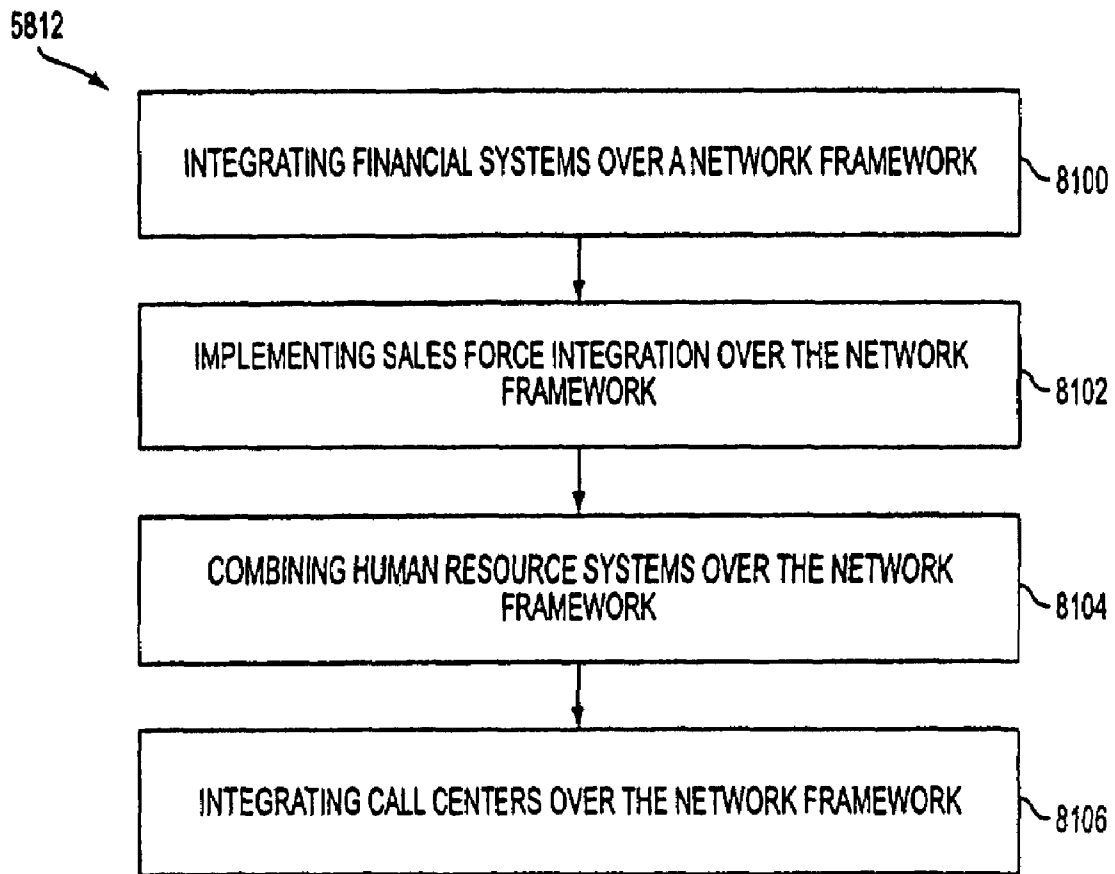 5812
INTEGRATING FINANCIAL SYSTEMS OVER A NETWORK FRAMEWORK
8100
IMPLEMENTING SALES FORCE INTEGRATION OVER THE NETWORK
FRAMEWORK
8102
COMBINING HUMAN RESOURCE SYSTEMS OVER THE NETWORK
FRAMEWORK
8104
INTEGRATING CALL CENTERS OVER THE NETWORK FRAMEWORK
8106